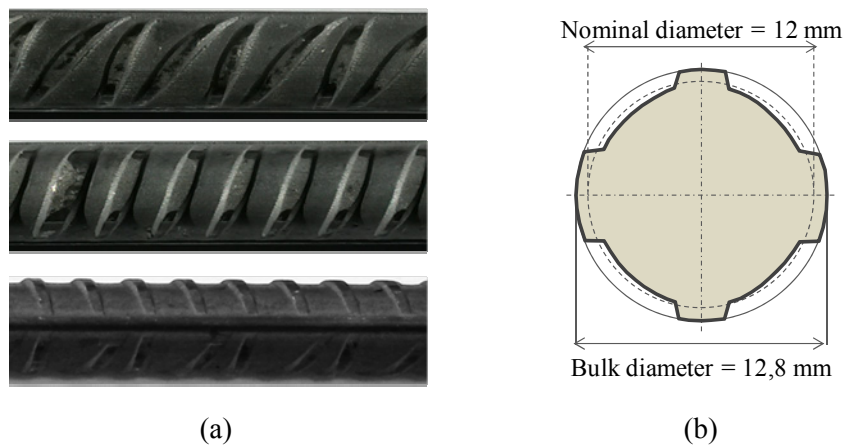 Nominal diameter = 12 mm
Bulk diameter = 12,8 mm
(a)
(b)